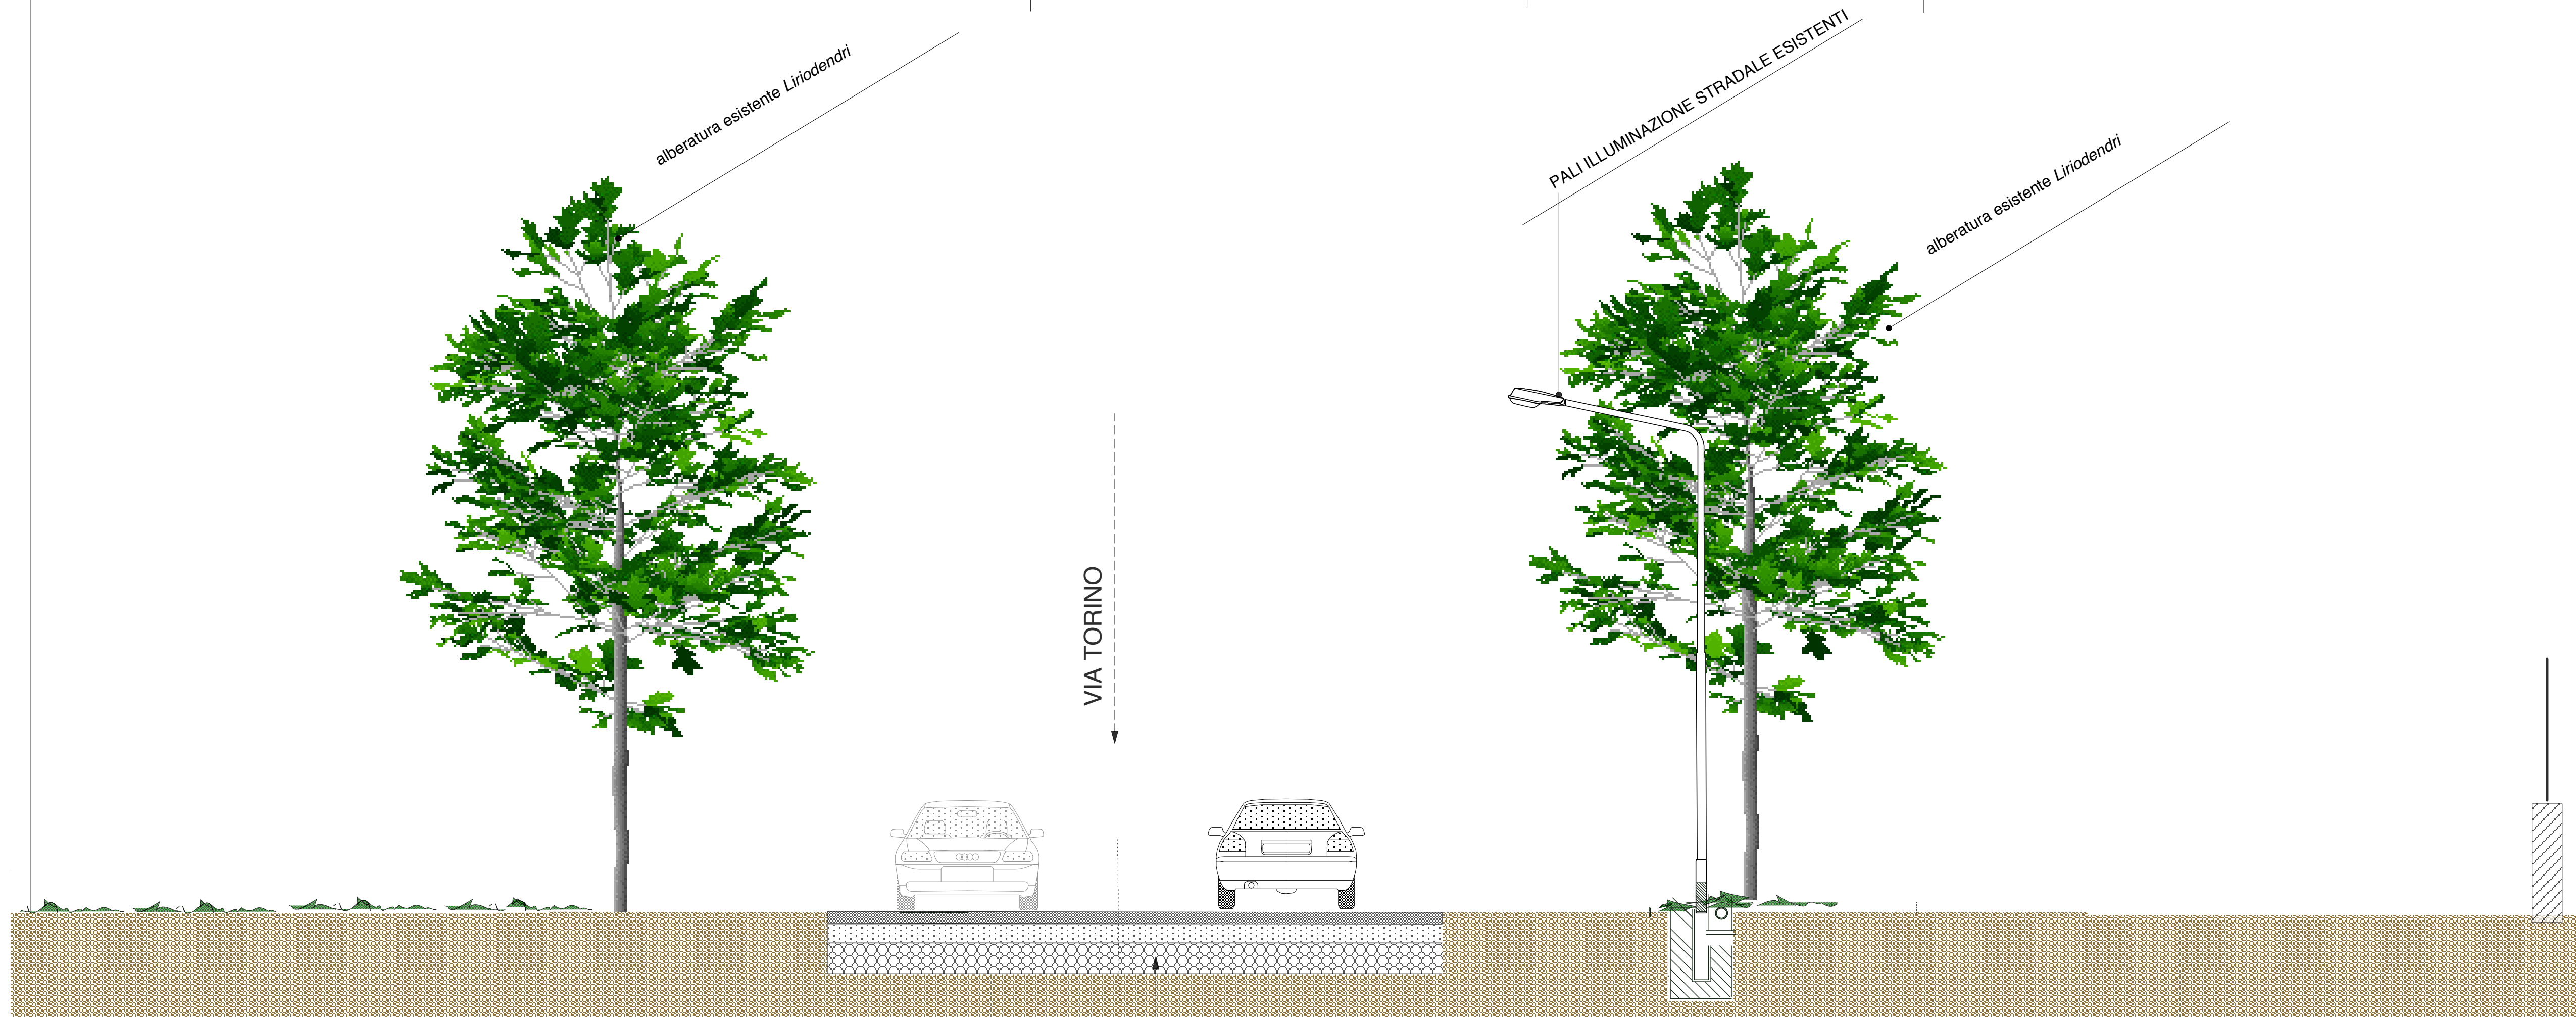 alberatura esistente Liriodendri
PALI ILLUMINAZIONE STRADALE ESISTENTI
alberatura esistente Liriodendri
VIA TORINO